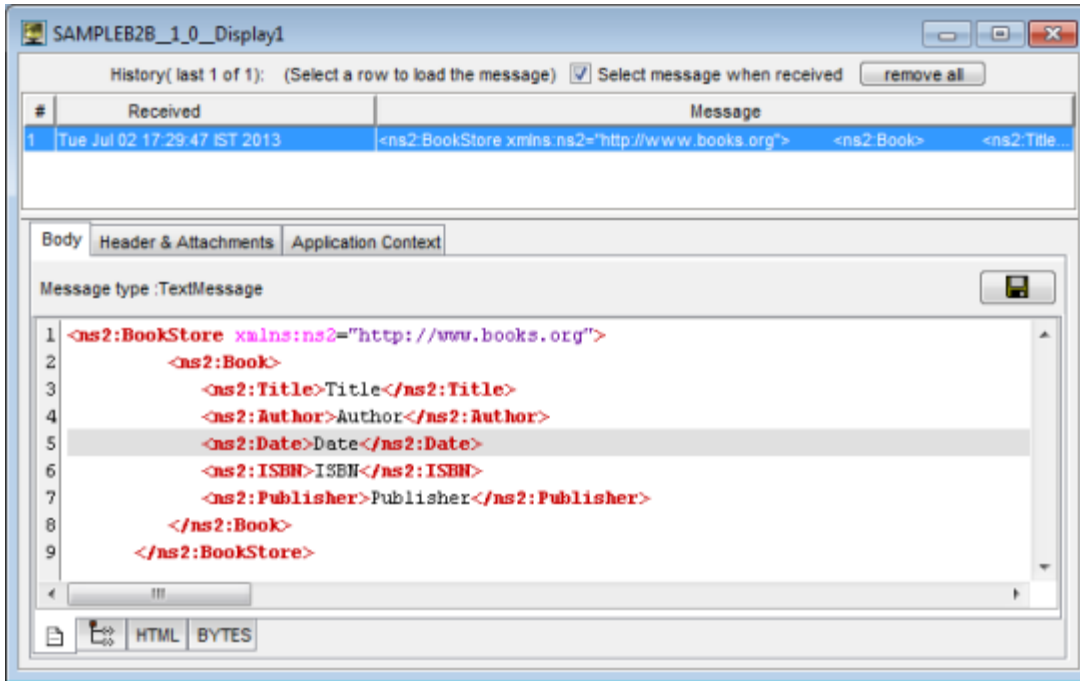 SAMPLEB2B__1_0__Display1
History( last 1 of 1): (Select a row to load the message) Select message when received remove all
# Received Message
1 Tue Jul 02 17:29:47 IST 2013 <ns2:BookStore xmlns:ns2="http://www.books.org"> <ns2:Book> <ns2:Title...
Body Header & Attachments Application Context
Message type :TextMessage
1 <ns2:BookStore xmlns:ns2="http://www.books.org">
2 <ns2:Book>
3 <ns2:Title>Title</ns2:Title>
4 <ns2:Author>Author</ns2:Author>
5 <ns2:Date>Date</ns2:Date>
6 <ns2:ISBN>ISBN</ns2:ISBN>
7 <ns2:Publisher>Publisher</ns2:Publisher>
8 </ns2:Book>
9 </ns2:BookStore>
HTML BYTES